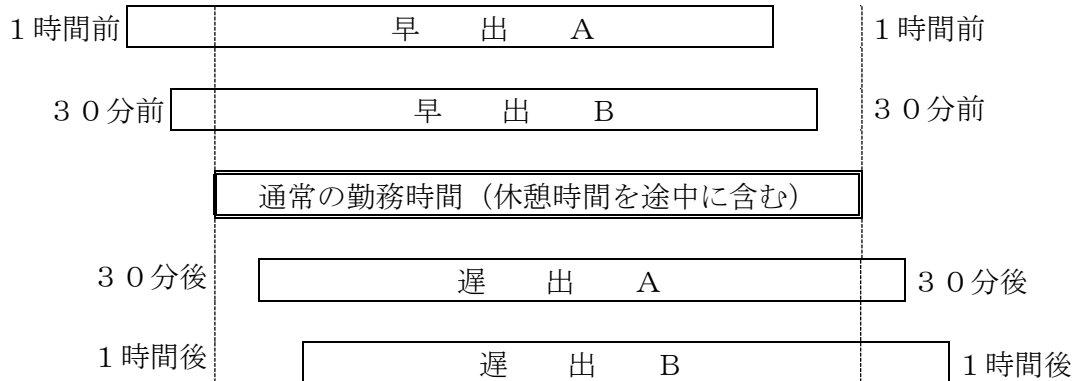 １時間前 早 出 Ａ １時間前
３０分前 早 出 Ｂ ３０分前
通常の勤務時間（休憩時間を途中に含む）
３０分後 遅 出 Ａ ３０分後
１時間後 遅 出 Ｂ １時間後